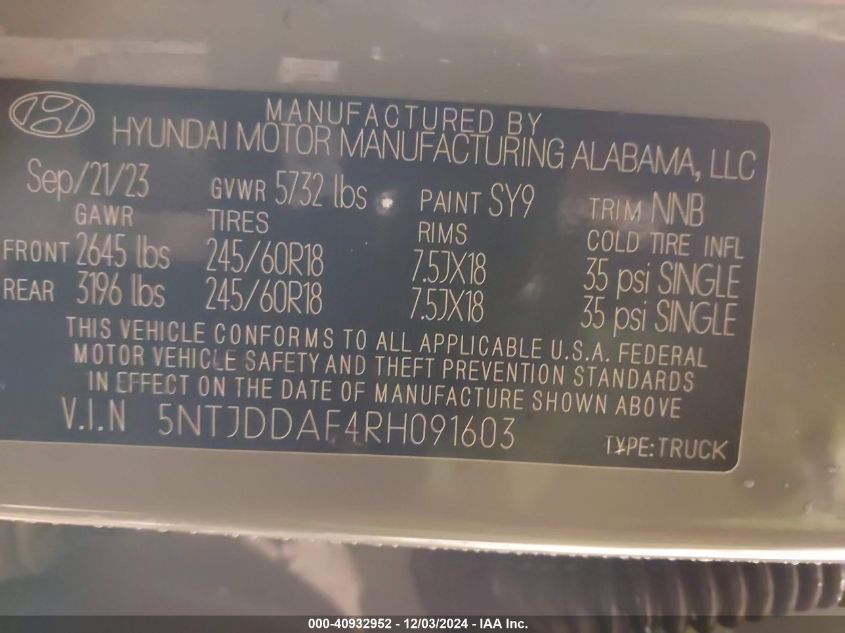 MANUFACTURED BY
HYUNDAI MOTOR MANUFACTURING ALABAMA, LLC
Sep/21/23 GVWR 5732 lbs PAINT SY9 TRIM NNB
GAWR TIRES RIMS COLD TIRE INFL
FRONT 2645 lbs 245/60R18 7.5JX18 35 psi SINGLE
REAR 3196 lbs 245/60R18 7.5JX18 35 psi SINGLE
THIS VEHICLE CONFORMS TO ALL APPLICABLE U.S.A. FEDERAL
MOTOR VEHICLE SAFETY AND THEFT PREVENTION STANDARDS
IN EFFECT ON THE DATE OF MANUFACTURE SHOWN ABOVE
V.I.N 5NTJDDAF4RH091603 TYPE:TRUCK
000-40932952 - 12/03/2024 - IAA Inc.